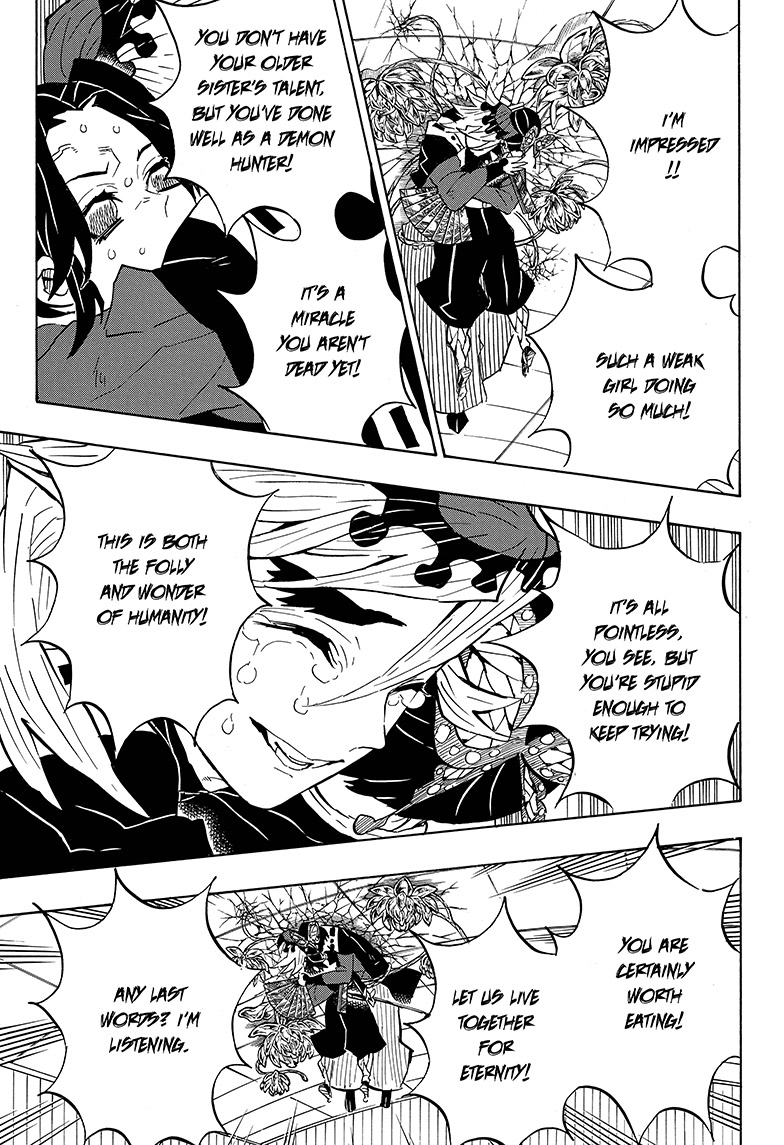 I'M
IMPRESSED
!!
SUCH A WEAK
GIRL DOING
SO MUCH!
YOU DON'T HAVE
YOUR OLDER
SISTER'S TALENT,
BUT YOU'VE DONE
WELL AS A DEMON
HUNTER!
IT'S A
MIRACLE
YOU AREN'T
DEAD YET!
IT'S ALL
POINTLESS,
YOU SEE, BUT
YOU'RE STUPID
ENOUGH TO
KEEP TRYING!
THIS IS BOTH
THE FOLLY
AND WONDER
OF HUMANITY!
YOU ARE
CERTAINLY
WORTH
EATING!
LET US LIVE
TOGETHER
FOR
ETERNITY!
ANY LAST
WORDS? I'M
LISTENING.